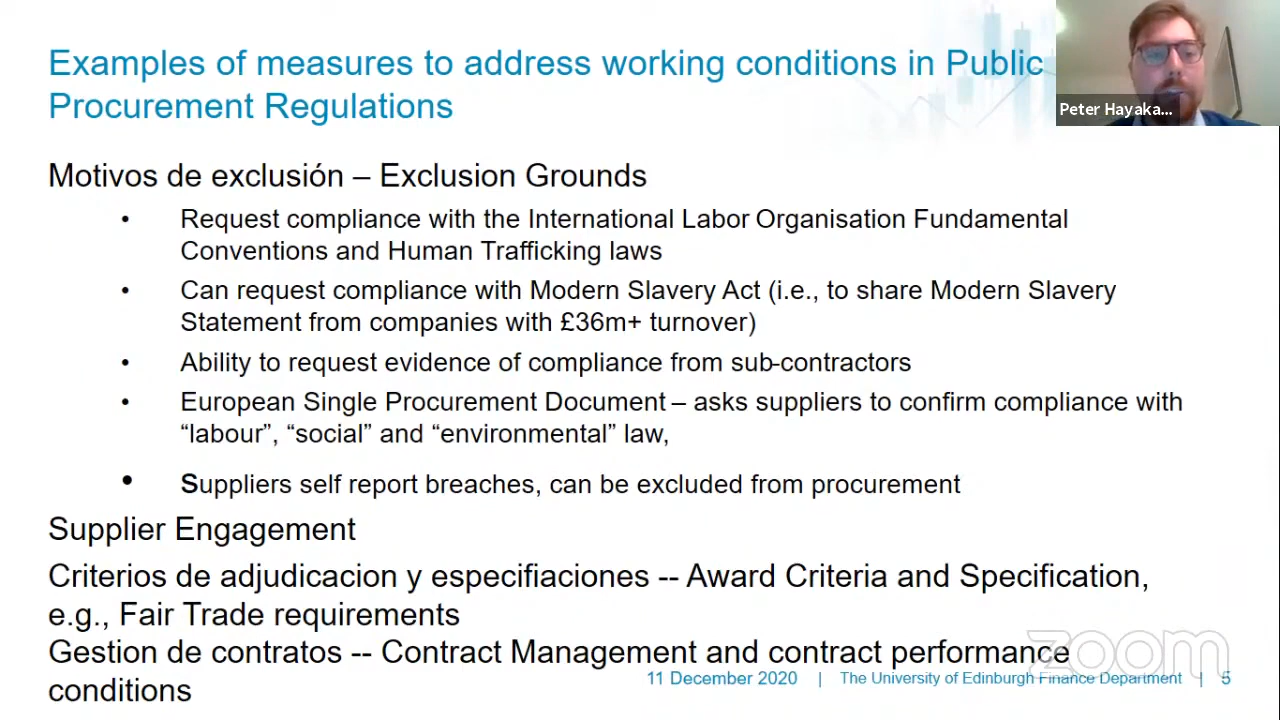 Examples of measures to address working conditions in Public
Procurement Regulations
Peter Hayaka...
Motivos de exclusión – Exclusion Grounds
• Request compliance with the International Labor Organisation Fundamental
Conventions and Human Trafficking laws
• Can request compliance with Modern Slavery Act (i.e., to share Modern Slavery
Statement from companies with £36m+ turnover)
• Ability to request evidence of compliance from sub-contractors
• European Single Procurement Document – asks suppliers to confirm compliance with
“labour”, “social” and “environmental” law,
• Suppliers self report breaches, can be excluded from procurement
Supplier Engagement
Criterios de adjudicacion y especifiaciones -- Award Criteria and Specification,
e.g., Fair Trade requirements
Gestion de contratos -- Contract Management and contract performance
conditions
zoom
11 December 2020 | The University of Edinburgh Finance Department | 5